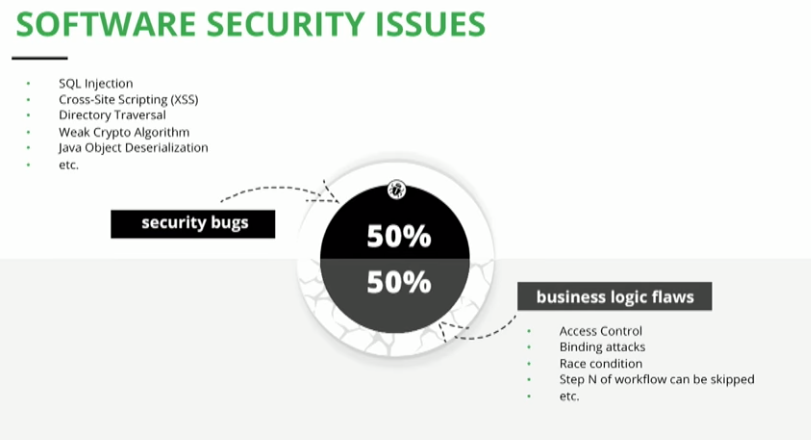 SOFTWARE SECURITY ISSUES
• SQL Injection
• Cross-Site Scripting (XSS)
• Directory Traversal
• Weak Crypto Algorithm
• Java Object Deserialization
• etc.
security bugs
50%
50%
business logic flaws
• Access Control
• Binding attacks
• Race condition
• Step N of workflow can be skipped
• etc.